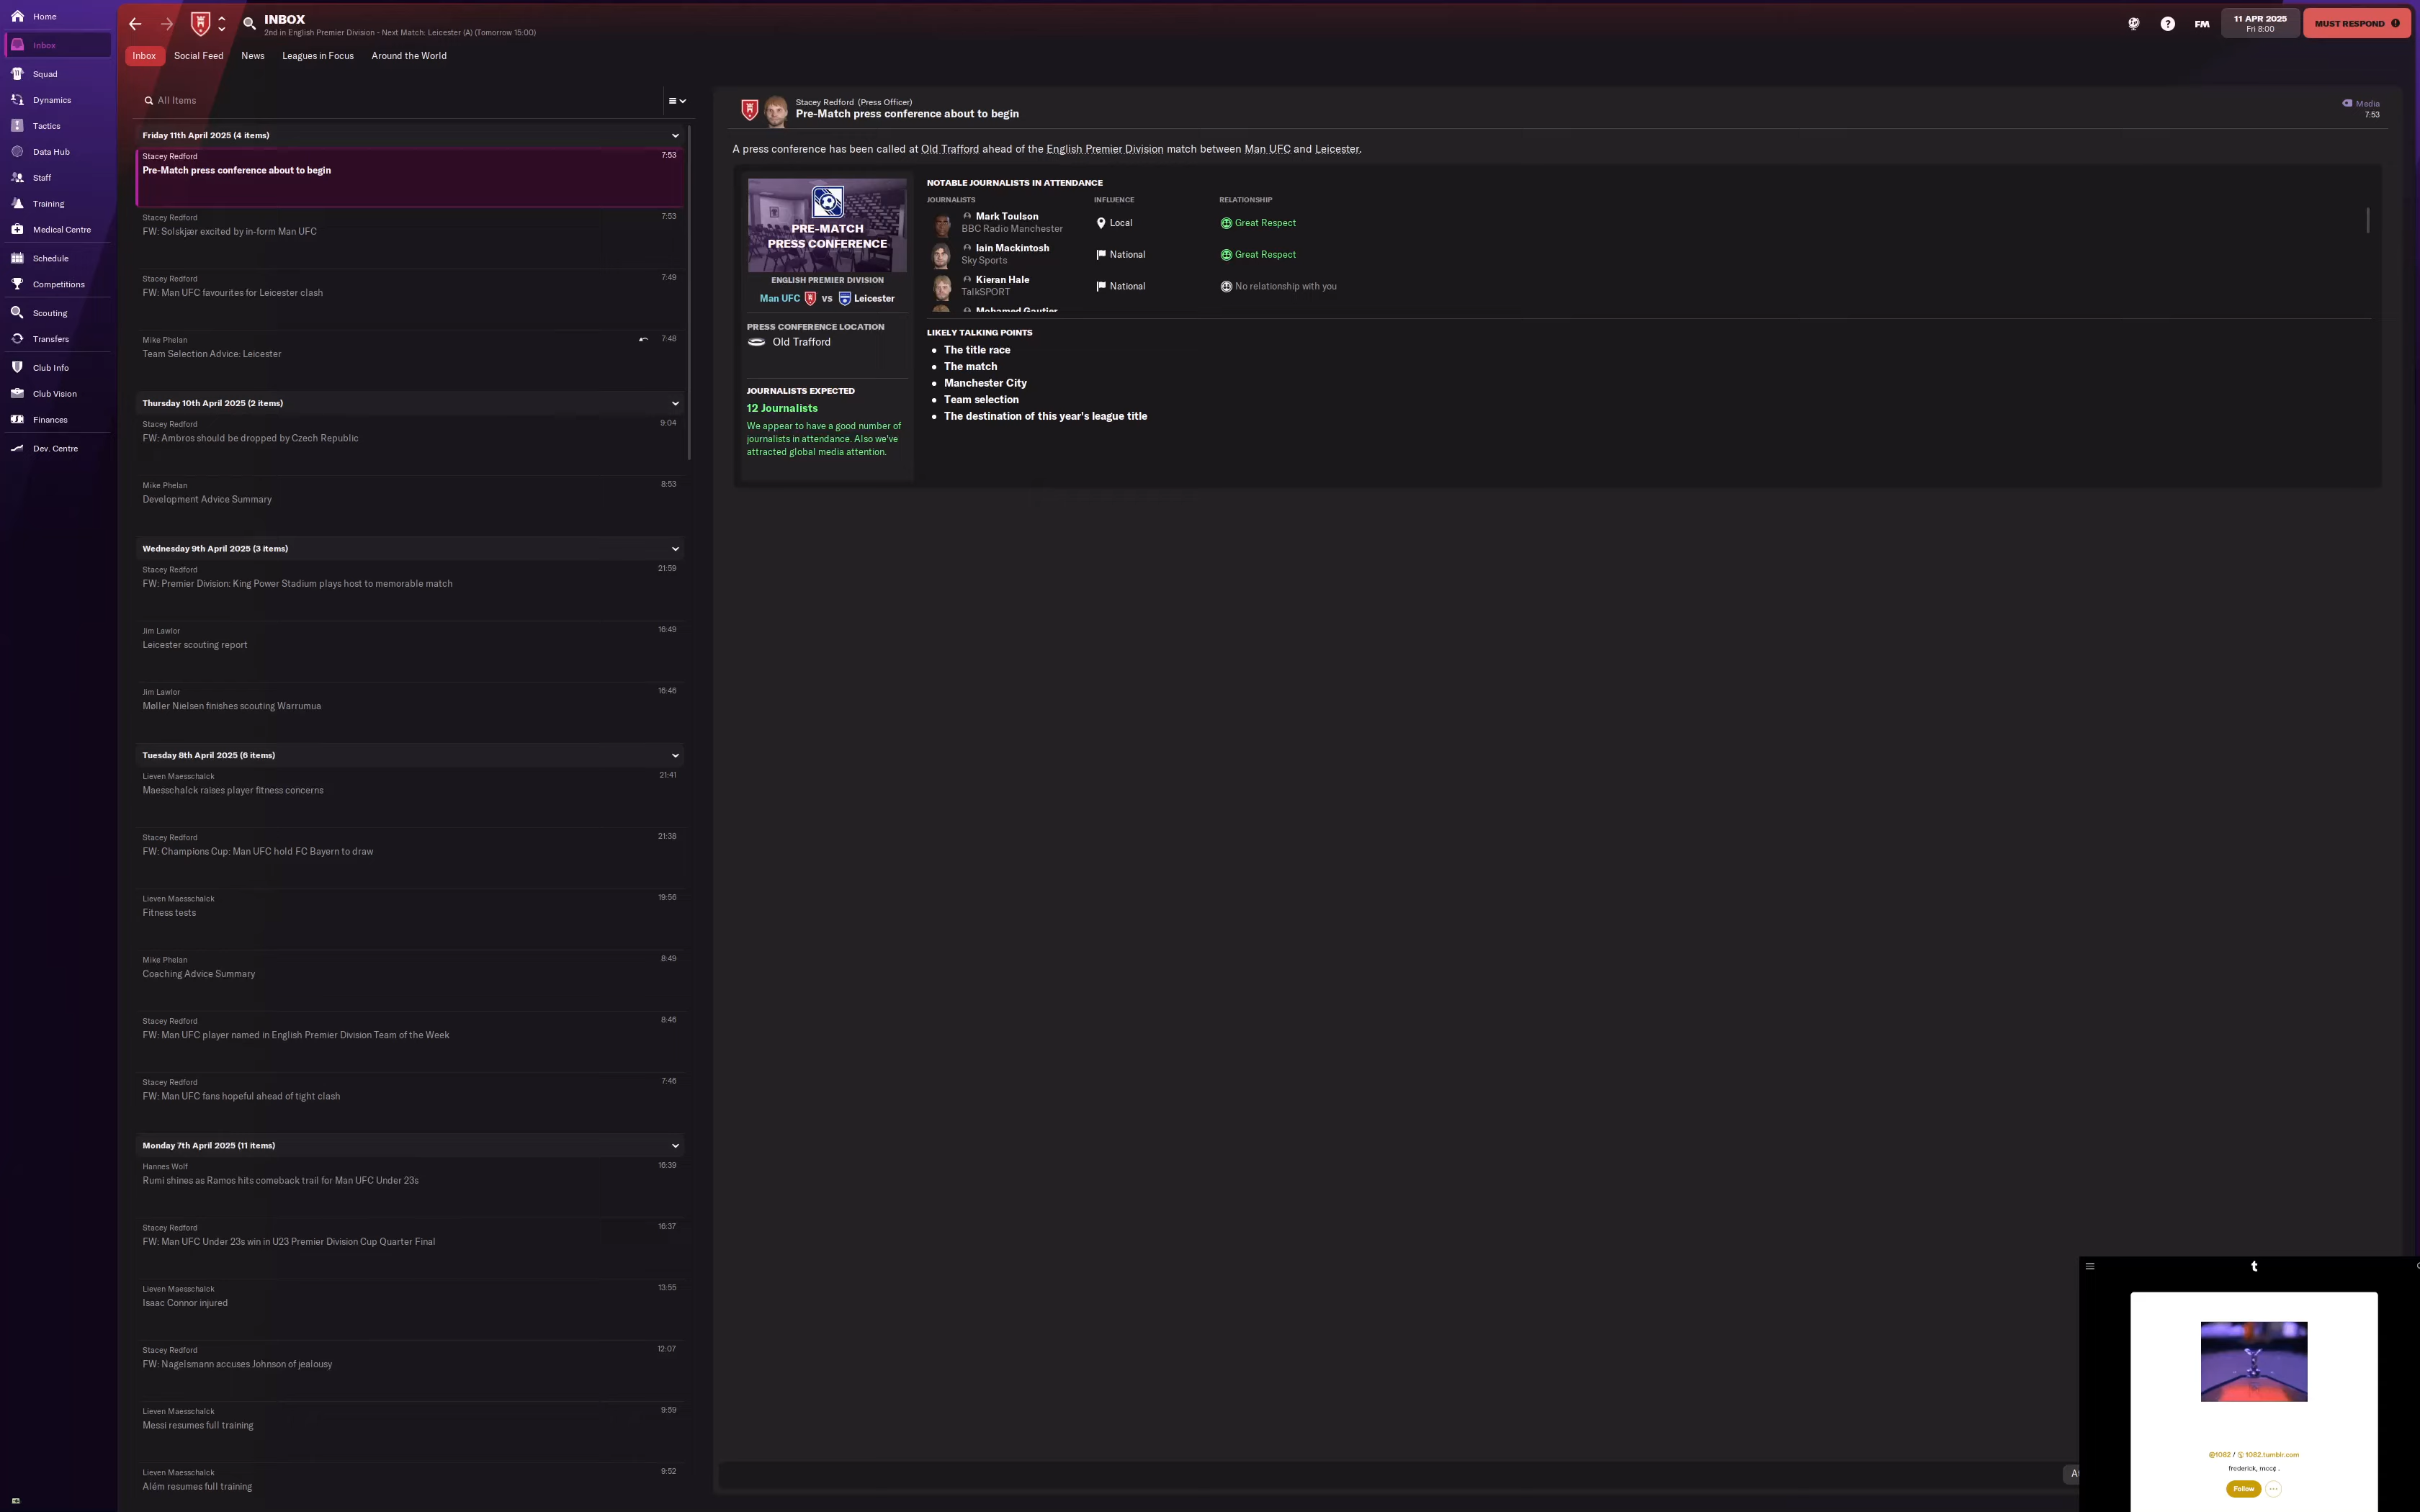 Home
Inbox
Squad
Dynamics
Tactics
Data Hub
Staff
Training
Medical Centre
Schedule
Competitions
Scouting
Transfers
Club Info
Club Vision
Finances
Dev. Centre
INBOX
2nd in English Premier Division - Next Match: Leicester (A) (Tomorrow 15:00)
FM
11 APR 2025
Fri 8:00
MUST RESPOND
Inbox Social Feed News Leagues in Focus Around the World
All Items
Friday 11th April 2025 (4 items)
Stacey Redford 7:53
Pre-Match press conference about to begin
Stacey Redford 7:53
FW: Solskjær excited by in-form Man UFC
Stacey Redford 7:49
FW: Man UFC favourites for Leicester clash
Mike Phelan 7:48
Team Selection Advice: Leicester
Thursday 10th April 2025 (2 items)
Stacey Redford 9:04
FW: Ambros should be dropped by Czech Republic
Mike Phelan 8:53
Development Advice Summary
Wednesday 9th April 2025 (3 items)
Stacey Redford 21:59
FW: Premier Division: King Power Stadium plays host to memorable match
Jim Lawlor 16:49
Leicester scouting report
Jim Lawlor 16:46
Møller Nielsen finishes scouting Warrumua
Tuesday 8th April 2025 (6 items)
Lieven Maesschalck 21:41
Maesschalck raises player fitness concerns
Stacey Redford 21:38
FW: Champions Cup: Man UFC hold FC Bayern to draw
Lieven Maesschalck 19:56
Fitness tests
Mike Phelan 8:49
Coaching Advice Summary
Stacey Redford 8:46
FW: Man UFC player named in English Premier Division Team of the Week
Stacey Redford 7:46
FW: Man UFC fans hopeful ahead of tight clash
Monday 7th April 2025 (11 items)
Hannes Wolf 16:39
Rumi shines as Ramos hits comeback trail for Man UFC Under 23s
Stacey Redford 16:37
FW: Man UFC Under 23s win in U23 Premier Division Cup Quarter Final
Lieven Maesschalck 13:55
Isaac Connor injured
Stacey Redford 12:07
FW: Nagelsmann accuses Johnson of jealousy
Lieven Maesschalck 9:59
Messi resumes full training
Lieven Maesschalck 9:52
Além resumes full training
Stacey Redford (Press Officer)
Pre-Match press conference about to begin
Media
7:53
A press conference has been called at Old Trafford ahead of the English Premier Division match between Man UFC and Leicester.
PRE-MATCH
PRESS CONFERENCE
ENGLISH PREMIER DIVISION
Man UFC vs Leicester
PRESS CONFERENCE LOCATION
Old Trafford
JOURNALISTS EXPECTED
12 Journalists
We appear to have a good number of
journalists in attendance. Also we've
attracted global media attention.
NOTABLE JOURNALISTS IN ATTENDANCE
JOURNALISTS INFLUENCE RELATIONSHIP
Mark Toulson
BBC Radio Manchester
Local Great Respect
Iain Mackintosh
Sky Sports
National Great Respect
Kieran Hale
TalkSPORT
National No relationship with you
Mohamed Gautier
LIKELY TALKING POINTS
The title race
The match
Manchester City
Team selection
The destination of this year's league title
t
@1082 / 1082.tumblr.com
Follow